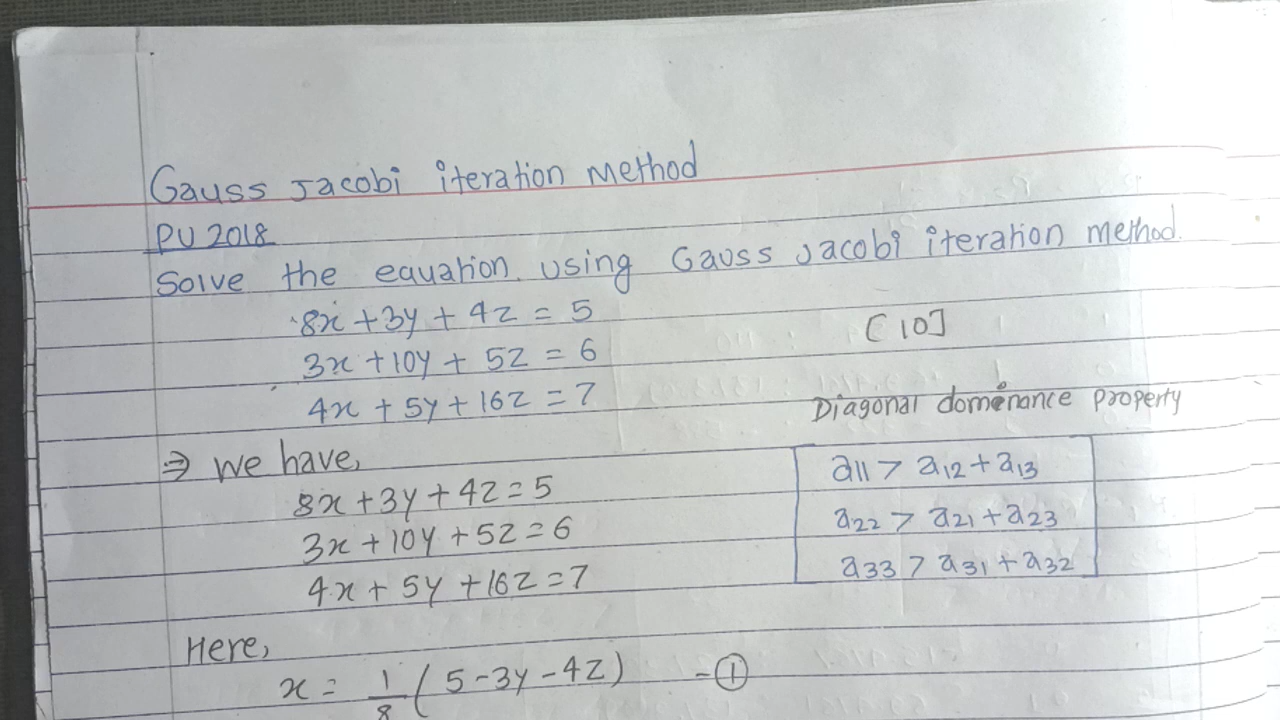 Gauss Jacobi iteration method
PU 2018
Solve the equation using Gauss Jacobi iteration method.
8x + 3y + 4z = 5
[10]
3x + 10y + 5z = 6
4x + 5y + 16z = 7
Diagonal dominance property
⇒ we have,
a11 > a12 + a13
8x + 3y + 4z = 5
a22 > a21 + a23
3x + 10y + 5z = 6
a33 > a31 + a32
4x + 5y + 16z = 7
Here,
x = 1/8 (5 - 3y - 4z) - ①